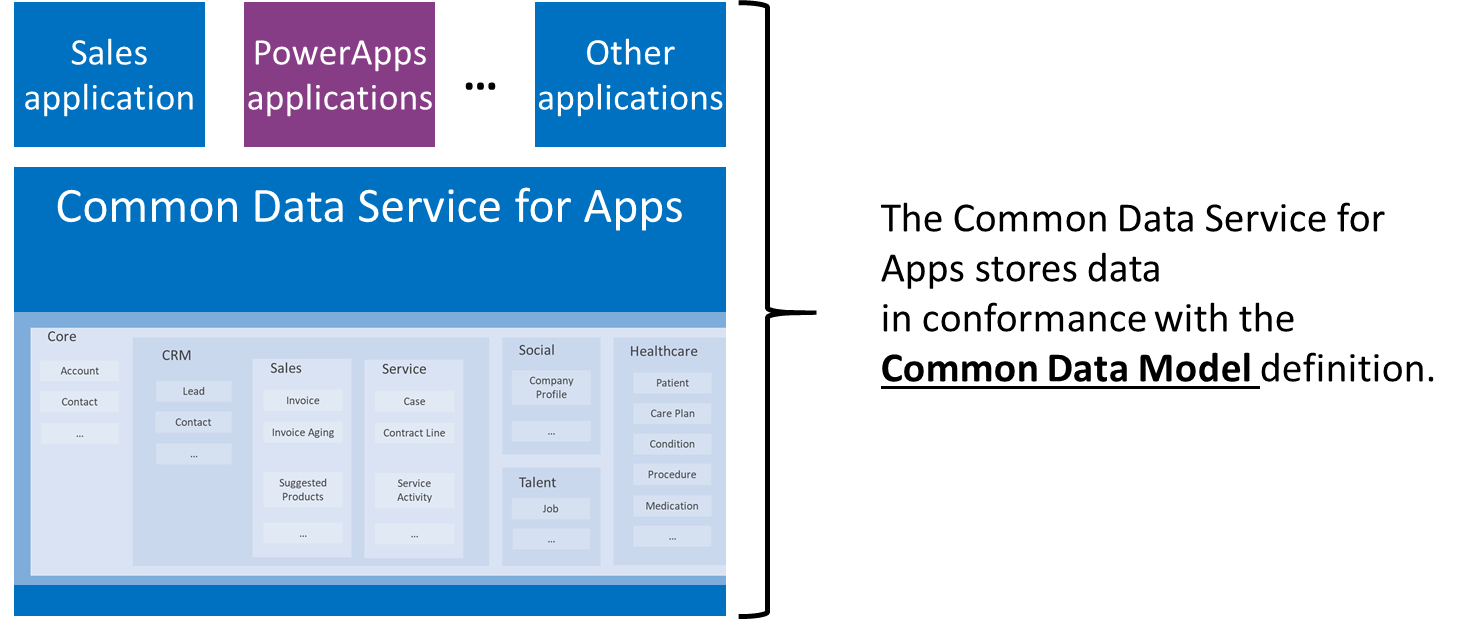 Sales
application
PowerApps
applications
...
Other
applications
Common Data Service for Apps
Core
Account
Contact
...
CRM
Lead
Contact
...
Sales
Invoice
Invoice Aging
Suggested
Products
...
Service
Case
Contract Line
Service
Activity
...
Social
Company
Profile
...
Talent
Job
...
Healthcare
Patient
Care Plan
Condition
Procedure
Medication
...
The Common Data Service for
Apps stores data
in conformance with the
Common Data Model definition.